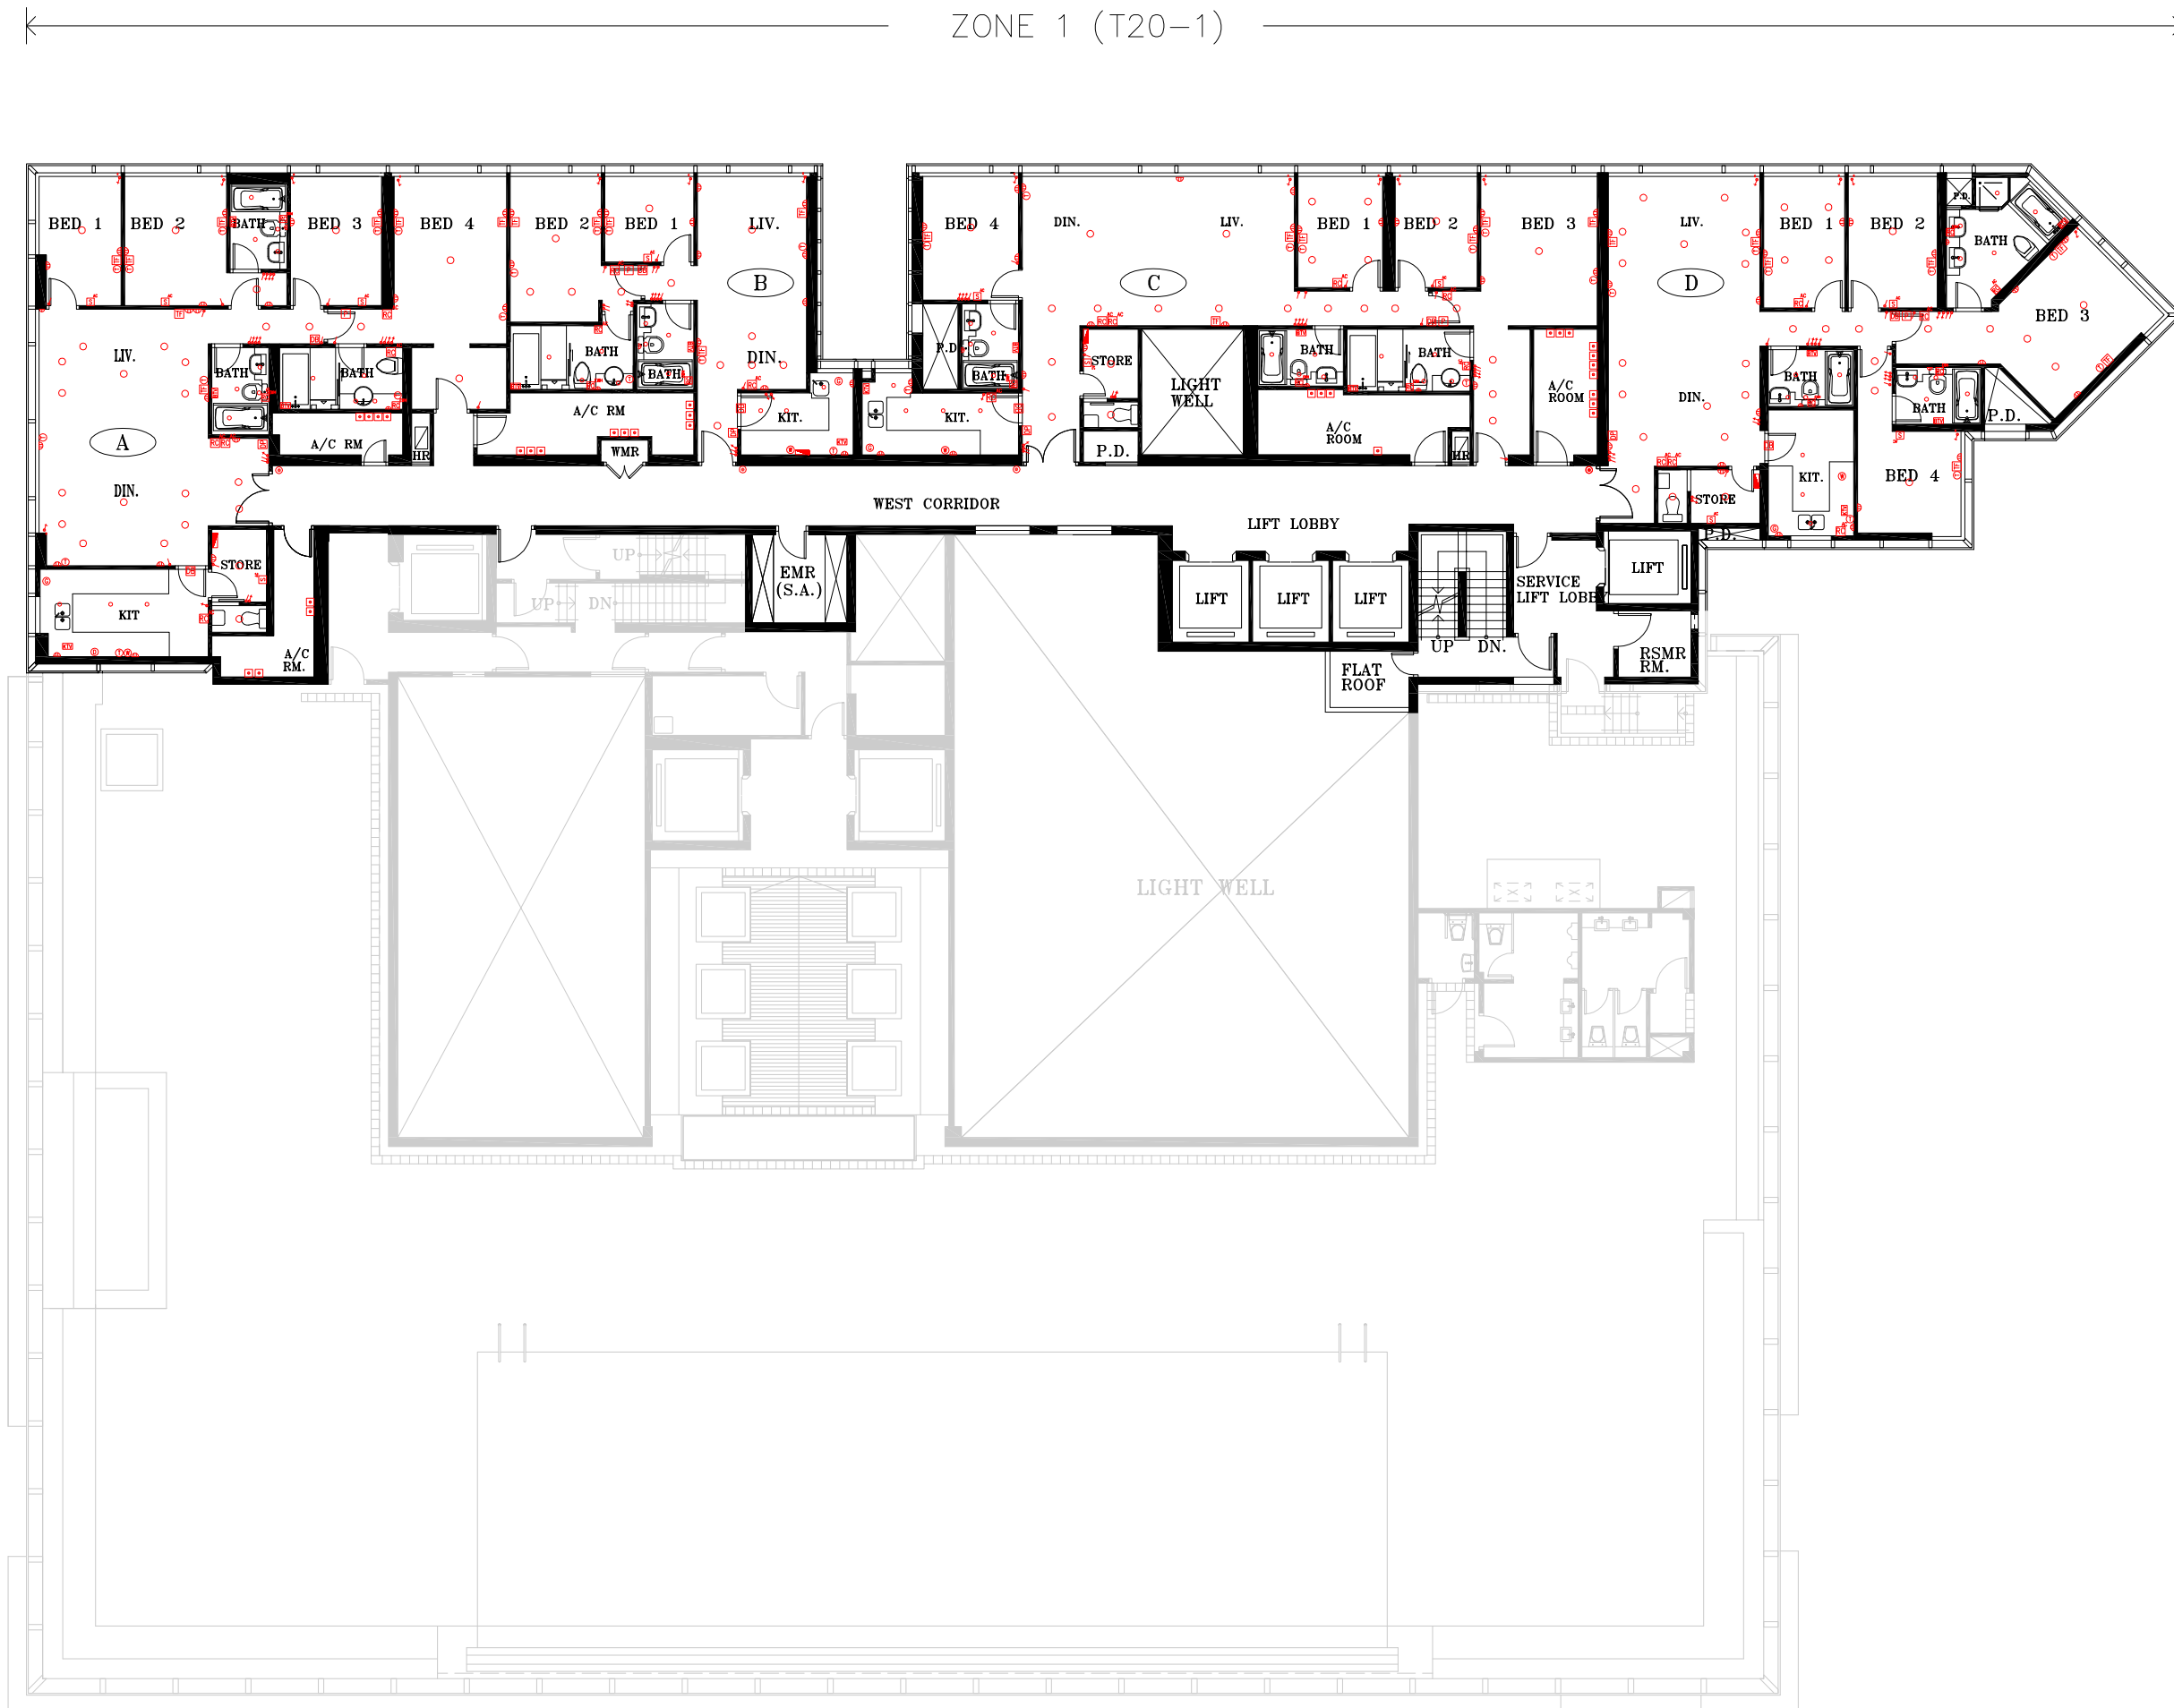 ZONE 1 (T20-1)
BED 1
BED 2
BATH
BED 3
BED 4
BED 2
BED 1
LIV.
BED 4
DIN.
LIV.
BED 1
BED 2
BED 3
LIV.
BED 1
BED 2
P.D.
BATH
BED 3
B
C
D
LIV.
BATH
BATH
BATH
BATH
DIN.
P.D.
BATH
STORE
LIGHT
WELL
BATH
BATH
A/C
ROOM
DIN.
BATH
BATH
P.D.
A
A/C RM
HR
A/C RM
WMR
KIT.
KIT.
P.D.
A/C
ROOM
HR
KIT.
BED 4
DIN.
STORE
P.D.
WEST CORRIDOR
LIFT LOBBY
STORE
UP
UP
DN
EMR
(S.A.)
LIFT
LIFT
LIFT
SERVICE
LIFT LOBBY
LIFT
KIT
A/C
RM.
UP
DN.
FLAT
ROOF
RSMR
RM.
LIGHT WELL